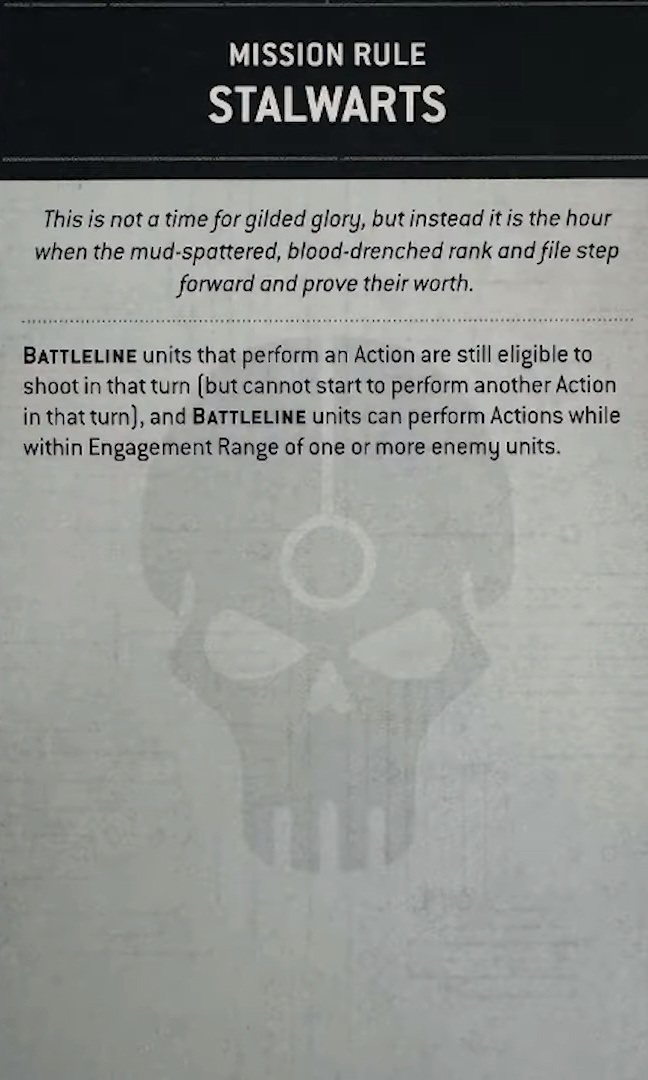 MISSION RULE
STALWARTS
This is not a time for gilded glory, but instead it is the hour
when the mud-spattered, blood-drenched rank and file step
forward and prove their worth.
BATTLELINE units that perform an Action are still eligible to
shoot in that turn (but cannot start to perform another Action
in that turn), and BATTLELINE units can perform Actions while
within Engagement Range of one or more enemy units.